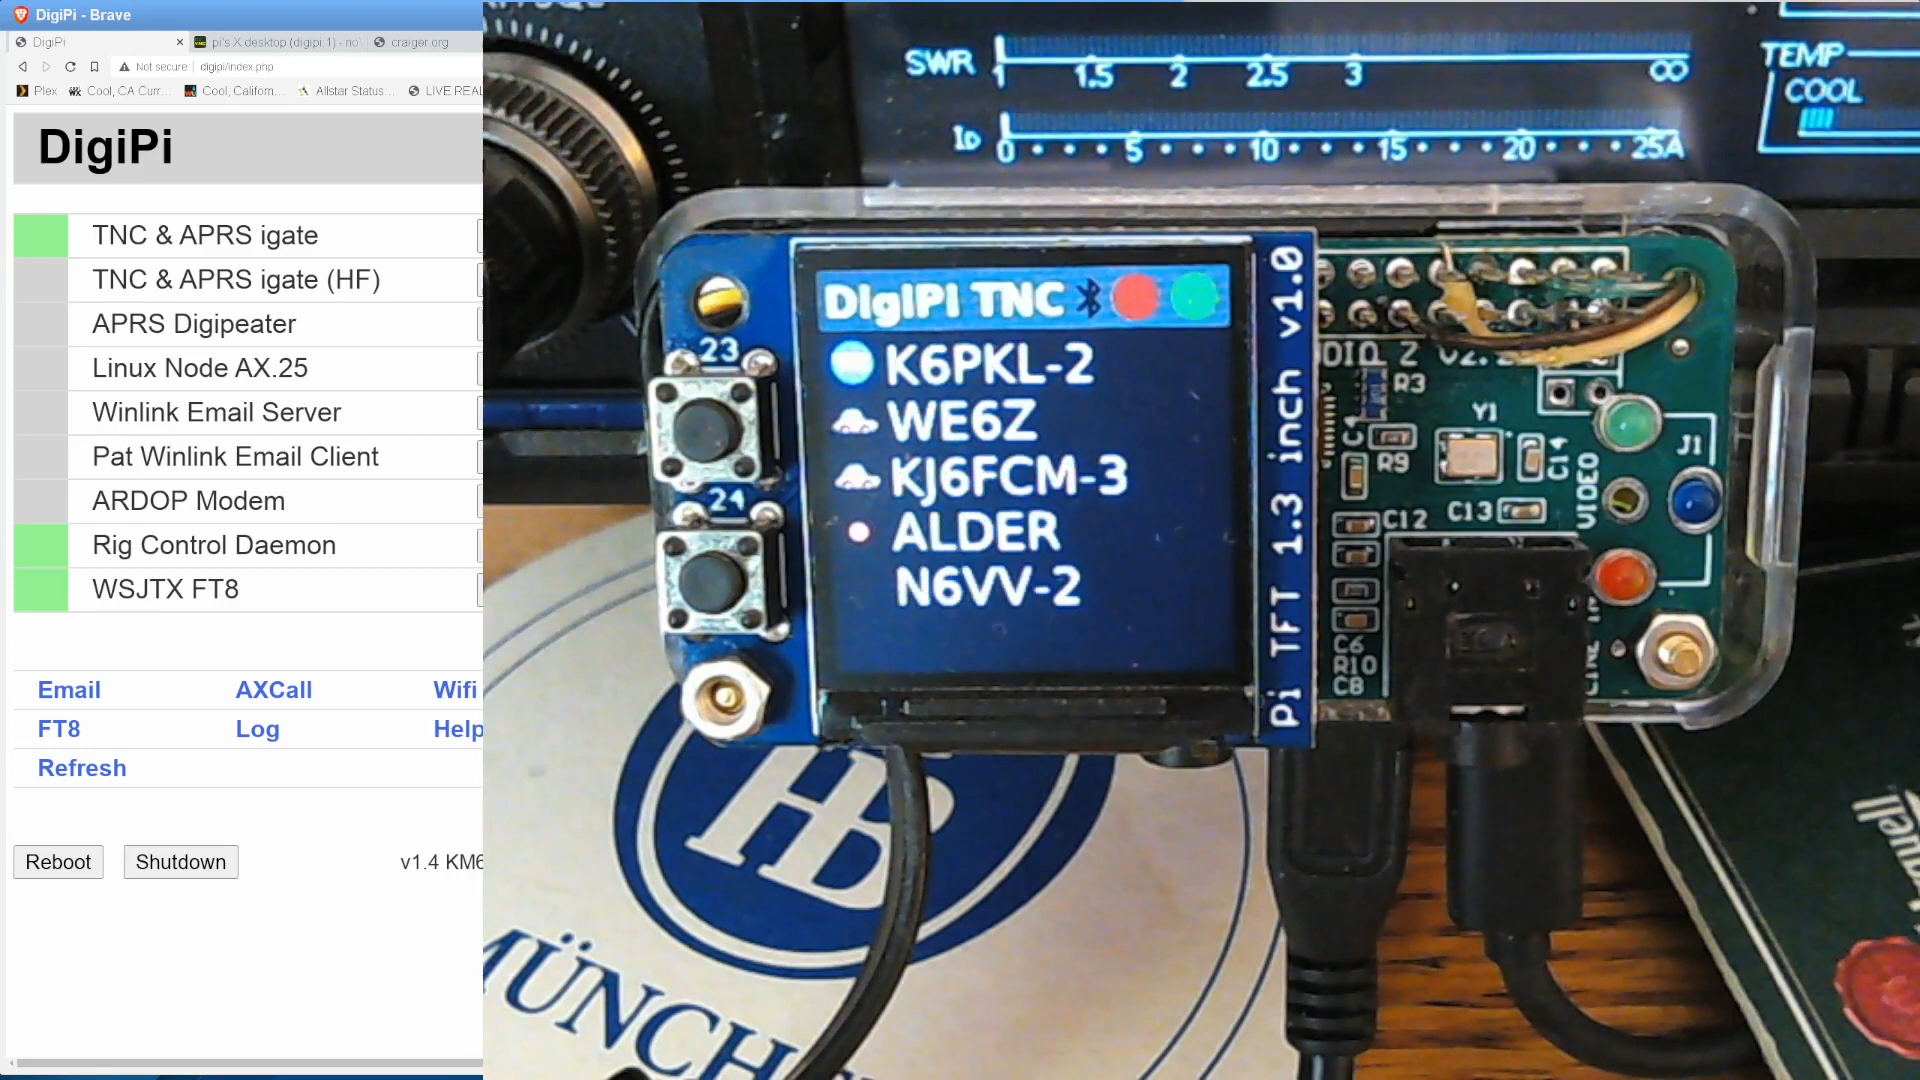 DigiPi - Brave
DigiPi
pi's X desktop (digipi:1) - no
craiger.org
Not secure
digipi/index.php
Plex
Cool, CA Curr...
Cool, Californ...
Allstar Status...
LIVE REAL
DigiPi
TNC & APRS igate
TNC & APRS igate (HF)
APRS Digipeater
Linux Node AX.25
Winlink Email Server
Pat Winlink Email Client
ARDOP Modem
Rig Control Daemon
WSJTX FT8
Email AXCall Wifi
FT8 Log Help
Refresh
Reboot Shutdown v1.4 KM6
SWR 1 1.5 2 2.5 3 ∞
ID 0 5 10 15 20 25A
TEMP
COOL
DigiPi TNC
K6PKL-2
WE6Z
KJ6FCM-3
ALDER
N6VV-2
23
24
Pi TFT 1.3 inch v1.0
R3
Y1
C4
R9
C14
J1
VIDEO
C12
C13
C6
R10
C8
HB
MÜNCH